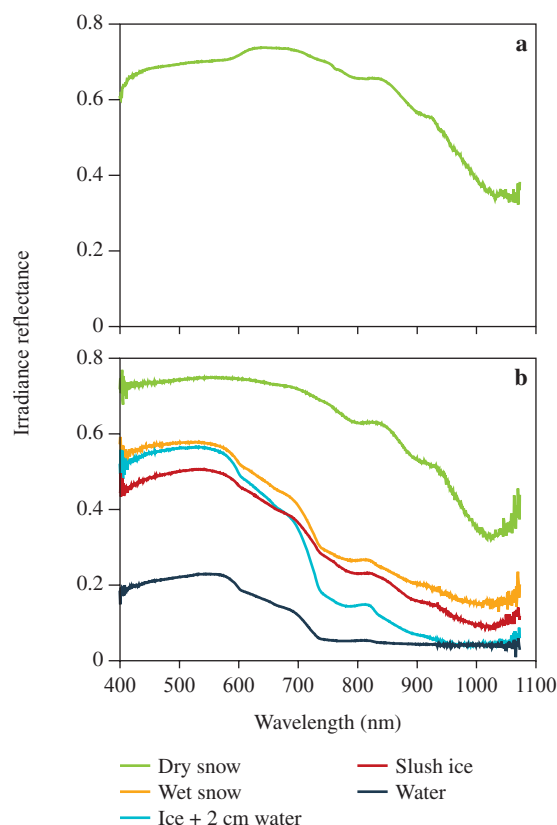 0.8
a
0.6
0.4
0.2
0
Irradiance reflectance
0.8
b
0.6
0.4
0.2
0
400 500 600 700 800 900 1000 1100
Wavelength (nm)
Dry snow
Wet snow
Ice + 2 cm water
Slush ice
Water